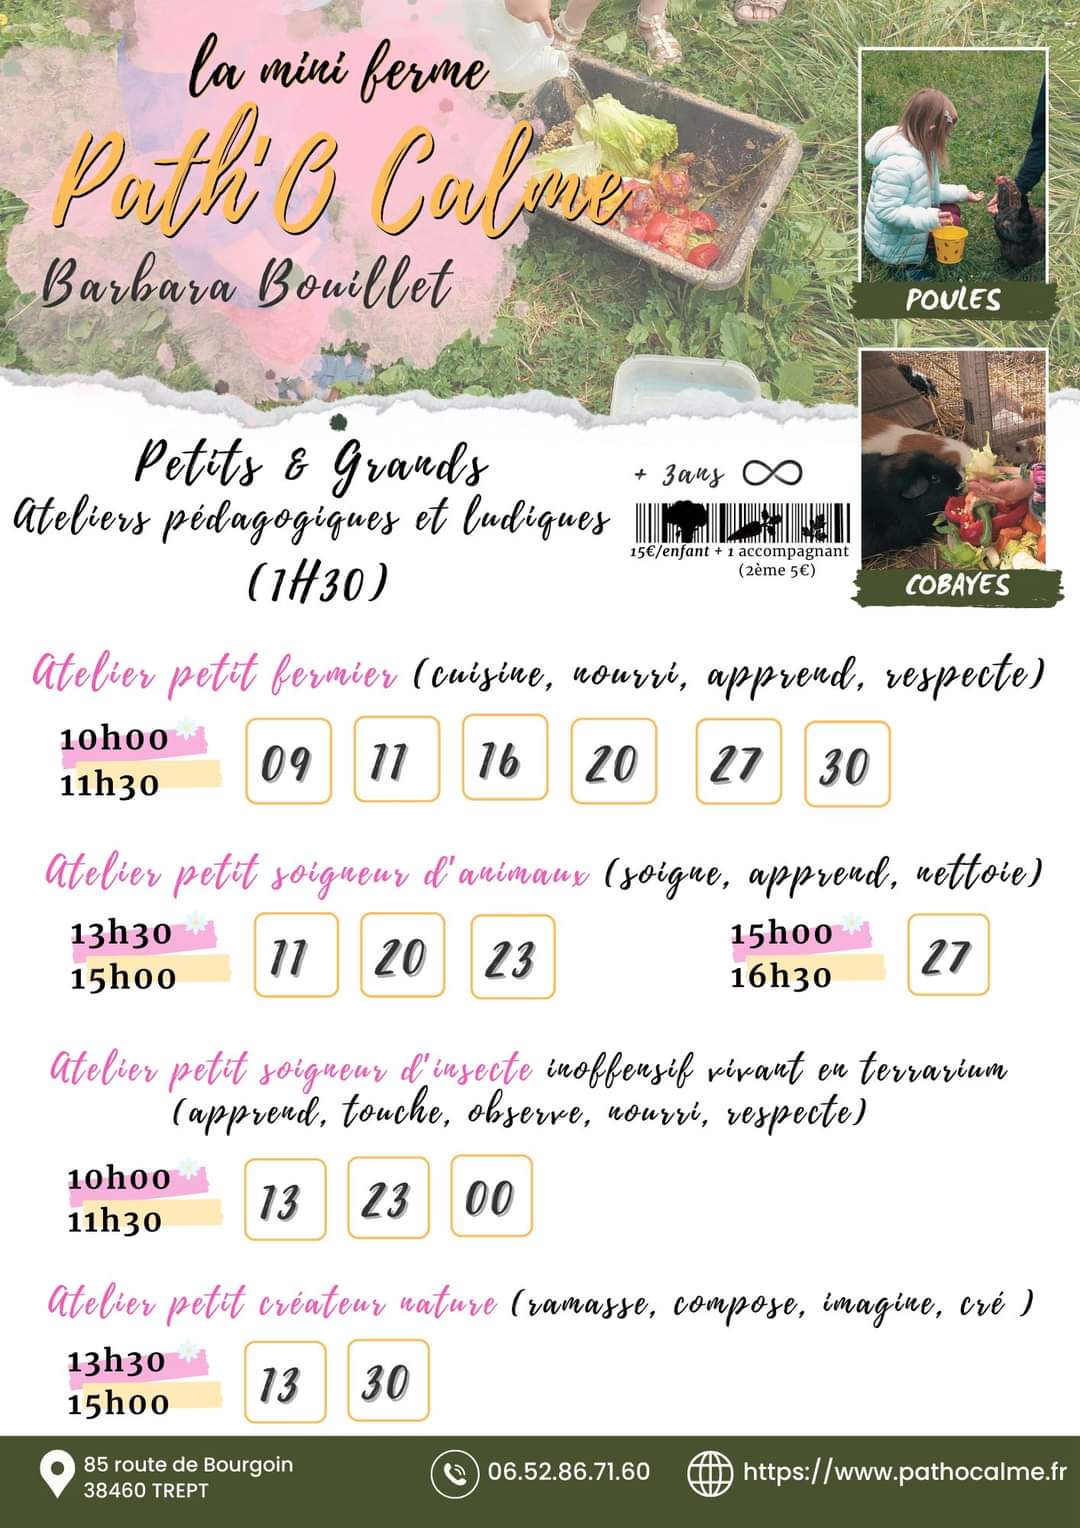 la mini ferme
Path'O Calme
Barbara Bouillet
POULES
COBAYES
Petits & Grands
Ateliers pédagogiques et ludiques
(1H30)
+ 3ans ∞
15€/enfant + 1 accompagnant
(2ème 5€)
Atelier petit fermier (cuisine, nourri, apprend, respecte)
10h00
11h30
09 11 16 20 27 30
Atelier petit soigneur d'animaux (soigne, apprend, nettoie)
13h30
15h00
11 20 23
15h00
16h30
27
Atelier petit soigneur d'insecte inoffensif vivant en terrarium
(apprend, touche, observe, nourri, respecte)
10h00
11h30
13 23 00
Atelier petit créateur nature (ramasse, compose, imagine, cré )
13h30
15h00
13 30
85 route de Bourgoin
38460 TREPT
06.52.86.71.60
https://www.pathocalme.fr